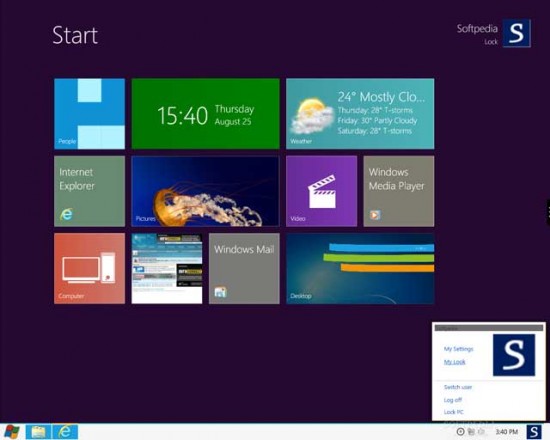 Start
Softpedia
Lock
S
People
15:40
Thursday
August 25
24° Mostly Clo...
Thursday: 28° T-storms
Friday: 30° Partly Cloudy
Saturday: 28° T-storms
Weather
Internet
Explorer
Pictures
Video
Windows
Media Player
Computer
Windows Mail
Desktop
My Settings
My Lock
S
Switch user
Log off
Lock PC
3:40 PM
S